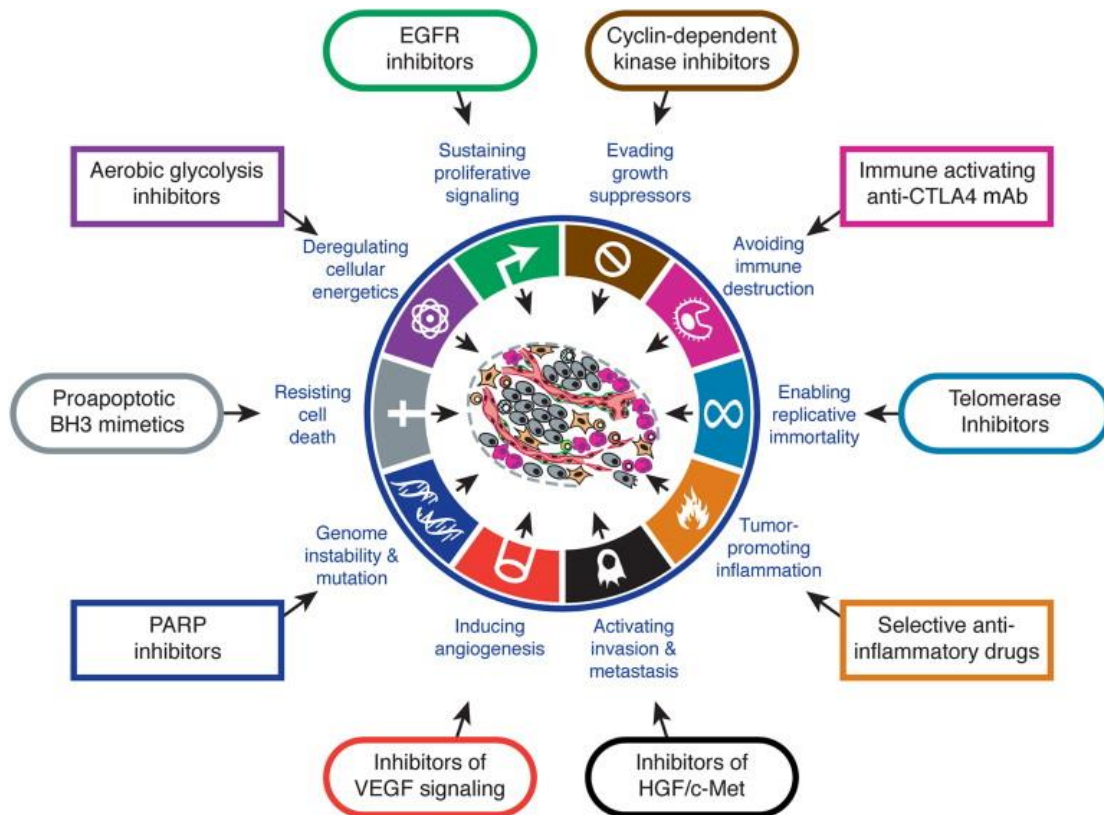 EGFR
inhibitors
Cyclin-dependent
kinase inhibitors
Sustaining
proliferative
signaling
Evading
growth
suppressors
Aerobic glycolysis
inhibitors
Immune activating
anti-CTLA4 mAb
Deregulating
cellular
energetics
Avoiding
immune
destruction
Proapoptotic
BH3 mimetics
Resisting
cell
death
Enabling
replicative
immortality
Telomerase
Inhibitors
Genome
instability &
mutation
Tumor-
promoting
inflammation
PARP
inhibitors
Inducing
angiogenesis
Activating
invasion &
metastasis
Selective anti-
inflammatory drugs
Inhibitors of
VEGF signaling
Inhibitors of
HGF/c-Met